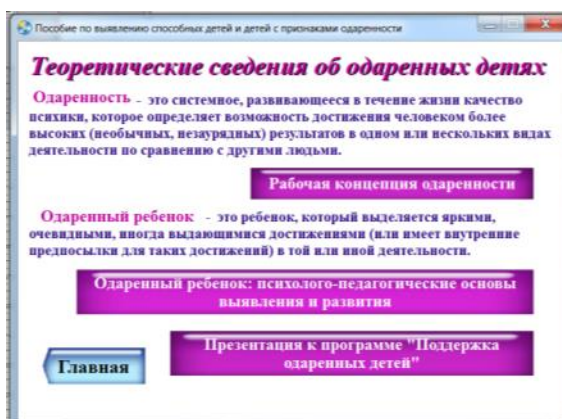 Пособие по выявлению способных детей и детей с признаками одаренности
Теоретические сведения об одаренных детях
Одаренность - это системное, развивающееся в течение жизни качество
психики, которое определяет возможность достижения человеком более
высоких (необычных, незаурядных) результатов в одном или нескольких видах
деятельности по сравнению с другими людьми.
Рабочая концепция одаренности
Одаренный ребенок - это ребенок, который выделяется яркими,
очевидными, иногда выдающимися достижениями (или имеет внутренние
предпосылки для таких достижений) в той или иной деятельности.
Одаренный ребенок: психолого-педагогические основы
выявления и развития
Презентация к программе "Поддержка
одаренных детей"
Главная